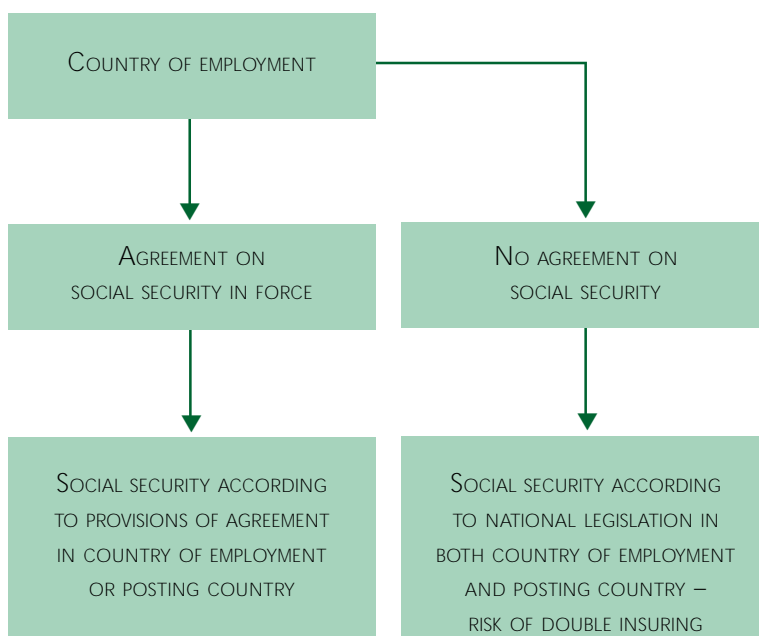 Country of employment
Agreement on
social security in force
No agreement on
social security
Social security according
to provisions of agreement
in country of employment
or posting country
Social security according
to national legislation in
both country of employment
and posting country –
risk of double insuring